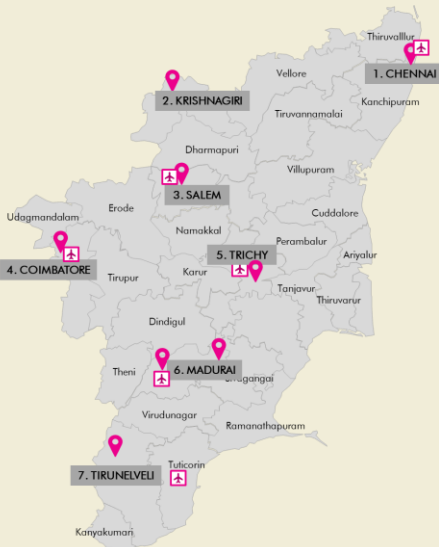 Thiruvalllur
1. CHENNAI
Vellore
2. KRISHNAGIRI
Kanchipuram
Tiruvannamalai
Dharmapuri
Villupuram
3. SALEM
Erode
Udagmandalam
Cuddalore
Namakkal
Perambalur
5. TRICHY
Ariyalur
4. COIMBATORE
Tirupur
Karur
Tanjavur
Thiruvarur
Dindigul
Theni
6. MADURAI
Virudunagar
Ramanathapuram
Tuticorin
7. TIRUNELVELI
Kanyakumari